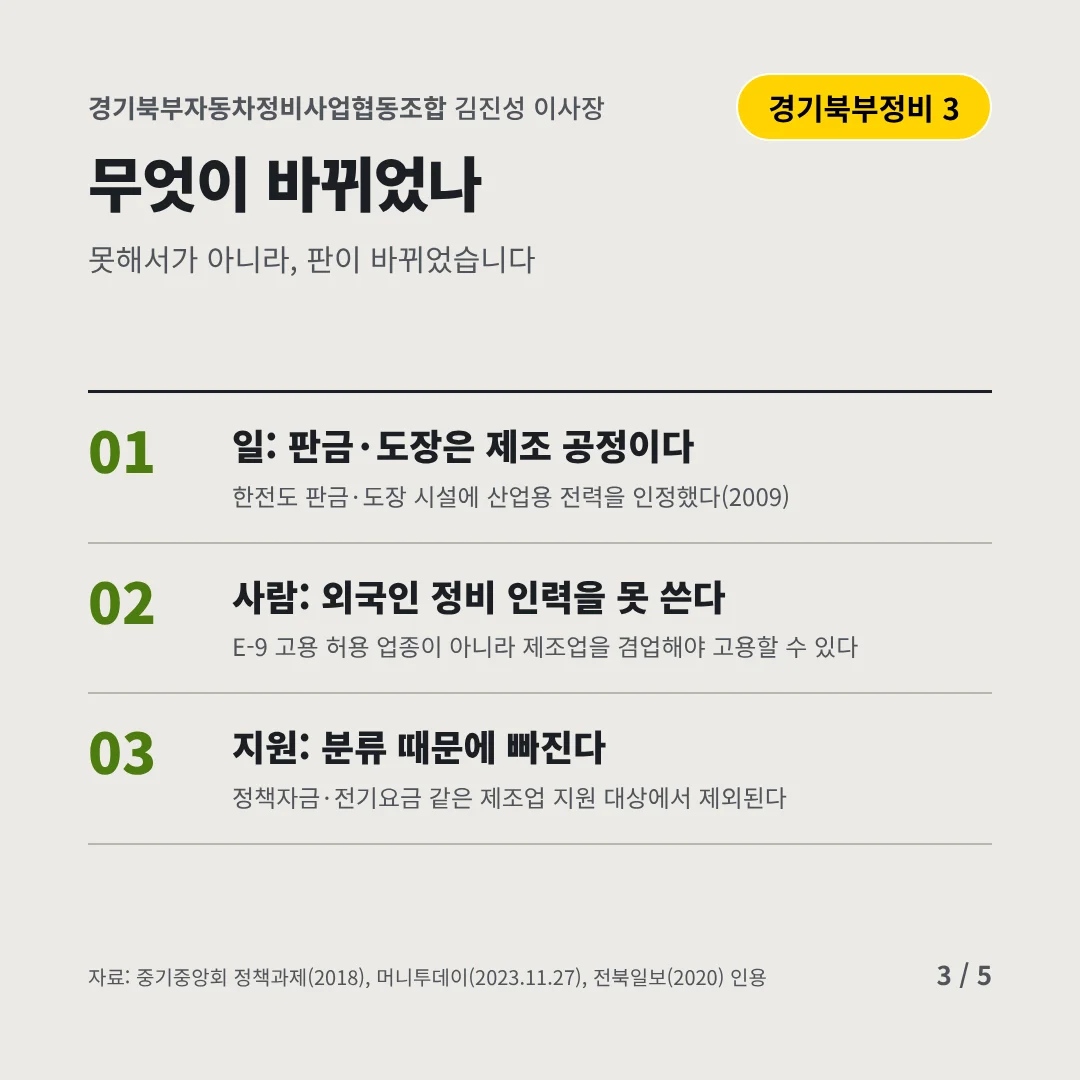 경기북부자동차정비사업협동조합 김진성 이사장
경기북부정비 3
무엇이 바뀌었나
못해서가 아니라, 판이 바뀌었습니다
01
일: 판금·도장은 제조 공정이다
한전도 판금·도장 시설에 산업용 전력을 인정했다(2009)
02
사람: 외국인 정비 인력을 못 쓴다
E-9 고용 허용 업종이 아니라 제조업을 겸업해야 고용할 수 있다
03
지원: 분류 때문에 빠진다
정책자금·전기요금 같은 제조업 지원 대상에서 제외된다
자료: 중기중앙회 정책과제(2018), 머니투데이(2023.11.27), 전북일보(2020) 인용
3 / 5